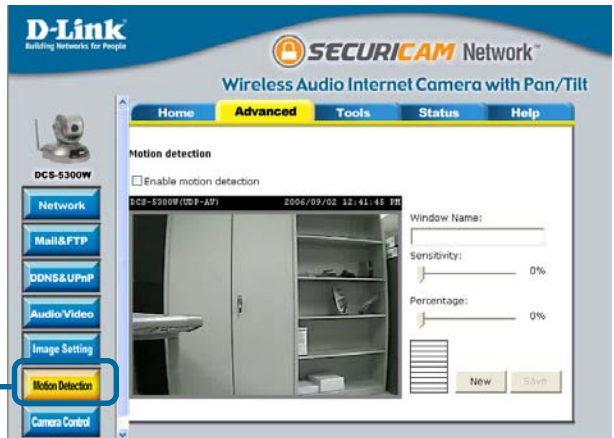 D-Link
Building Networks for People
SECURICAM Network™
Wireless Audio Internet Camera with Pan/Tilt
Home
Advanced
Tools
Status
Help
DCS-5300W
Network
Mail&FTP
DDNS&UPnP
Audio/Video
Image Setting
Motion Detection
Camera Control
Motion detection
Enable motion detection
DCS-5300W(UDP-AV) 2006/09/02 12:41:45 PM
Window Name:
Sensitivity:
0%
Percentage:
0%
New
Save